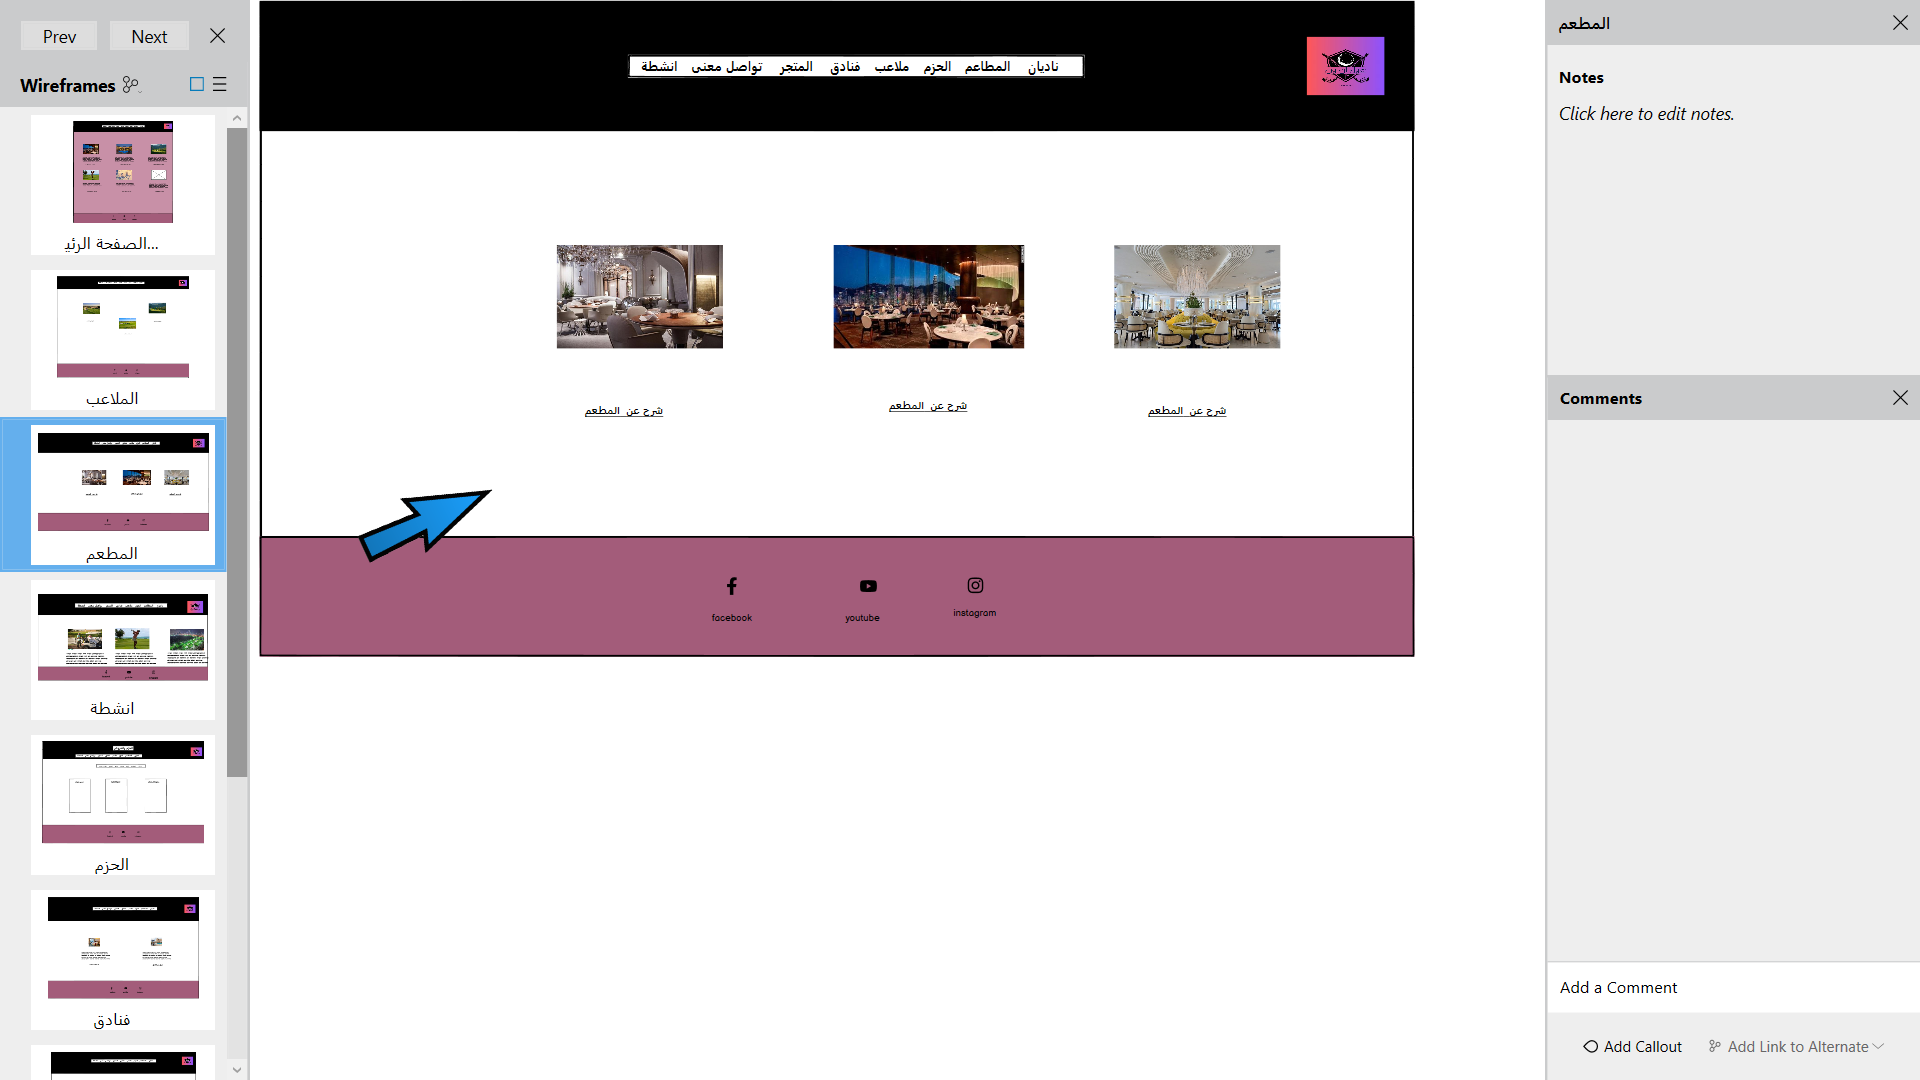 Prev
Next
Wireframes
الصفحة الرئي...
الملاعب
المطعم
انشطة
الحزم
فنادق
ناديان المطاعم الحزم ملاعب فنادق المتجر تواصل معنى انشطة
شرح عن المطعم
شرح عن المطعم
شرح عن المطعم
facebook
youtube
instagram
المطعم
Notes
Click here to edit notes.
Comments
Add a Comment
Add Callout
Add Link to Alternate